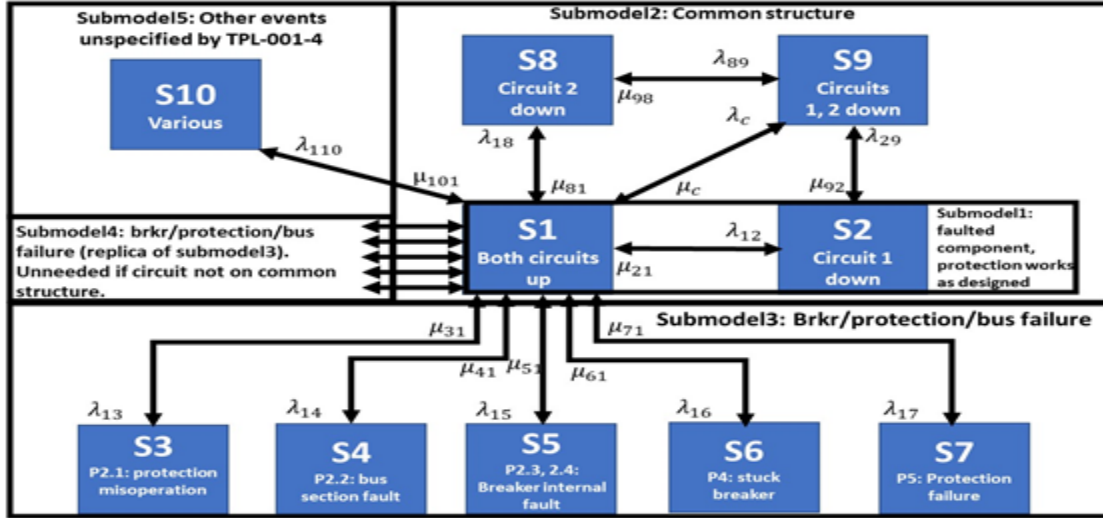 Submodel5: Other events
unspecified by TPL-001-4
S10
Various
λ110
μ101
Submodel2: Common structure
S8
Circuit 2
down
λ89
μ98
S9
Circuits
1, 2 down
λ18
μ81
λc
μc
λ29
μ92
Submodel4: brkr/protection/bus
failure (replica of submodel3).
Unneeded if circuit not on common
structure.
S1
Both circuits
up
λ12
μ21
S2
Circuit 1
down
Submodel1:
faulted
component,
protection works
as designed
Submodel3: Brkr/protection/bus failure
μ31
μ41
μ51
μ61
μ71
λ13
λ14
λ15
λ16
λ17
S3
P2.1: protection
misoperation
S4
P2.2: bus
section fault
S5
P2.3, 2.4:
Breaker internal
fault
S6
P4: stuck
breaker
S7
P5: Protection
failure